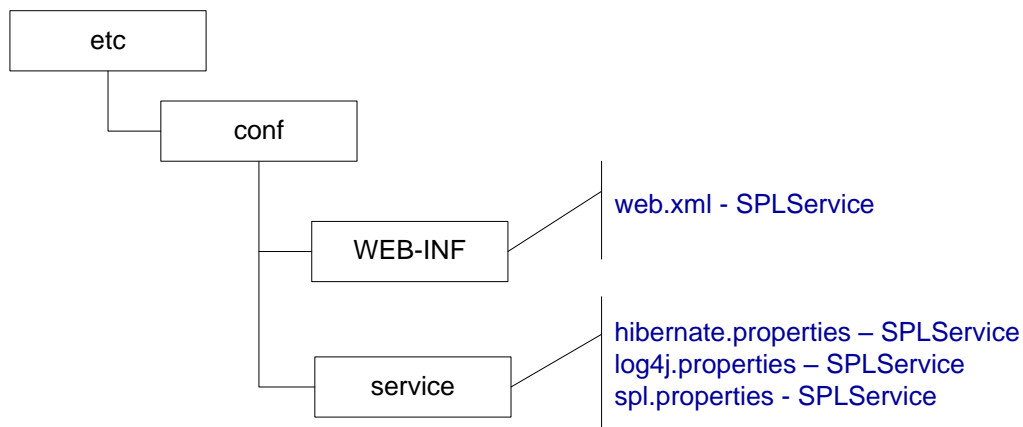 etc
conf
WEB-INF
web.xml - SPLService
service
hibernate.properties – SPLService
log4j.properties – SPLService
spl.properties - SPLService